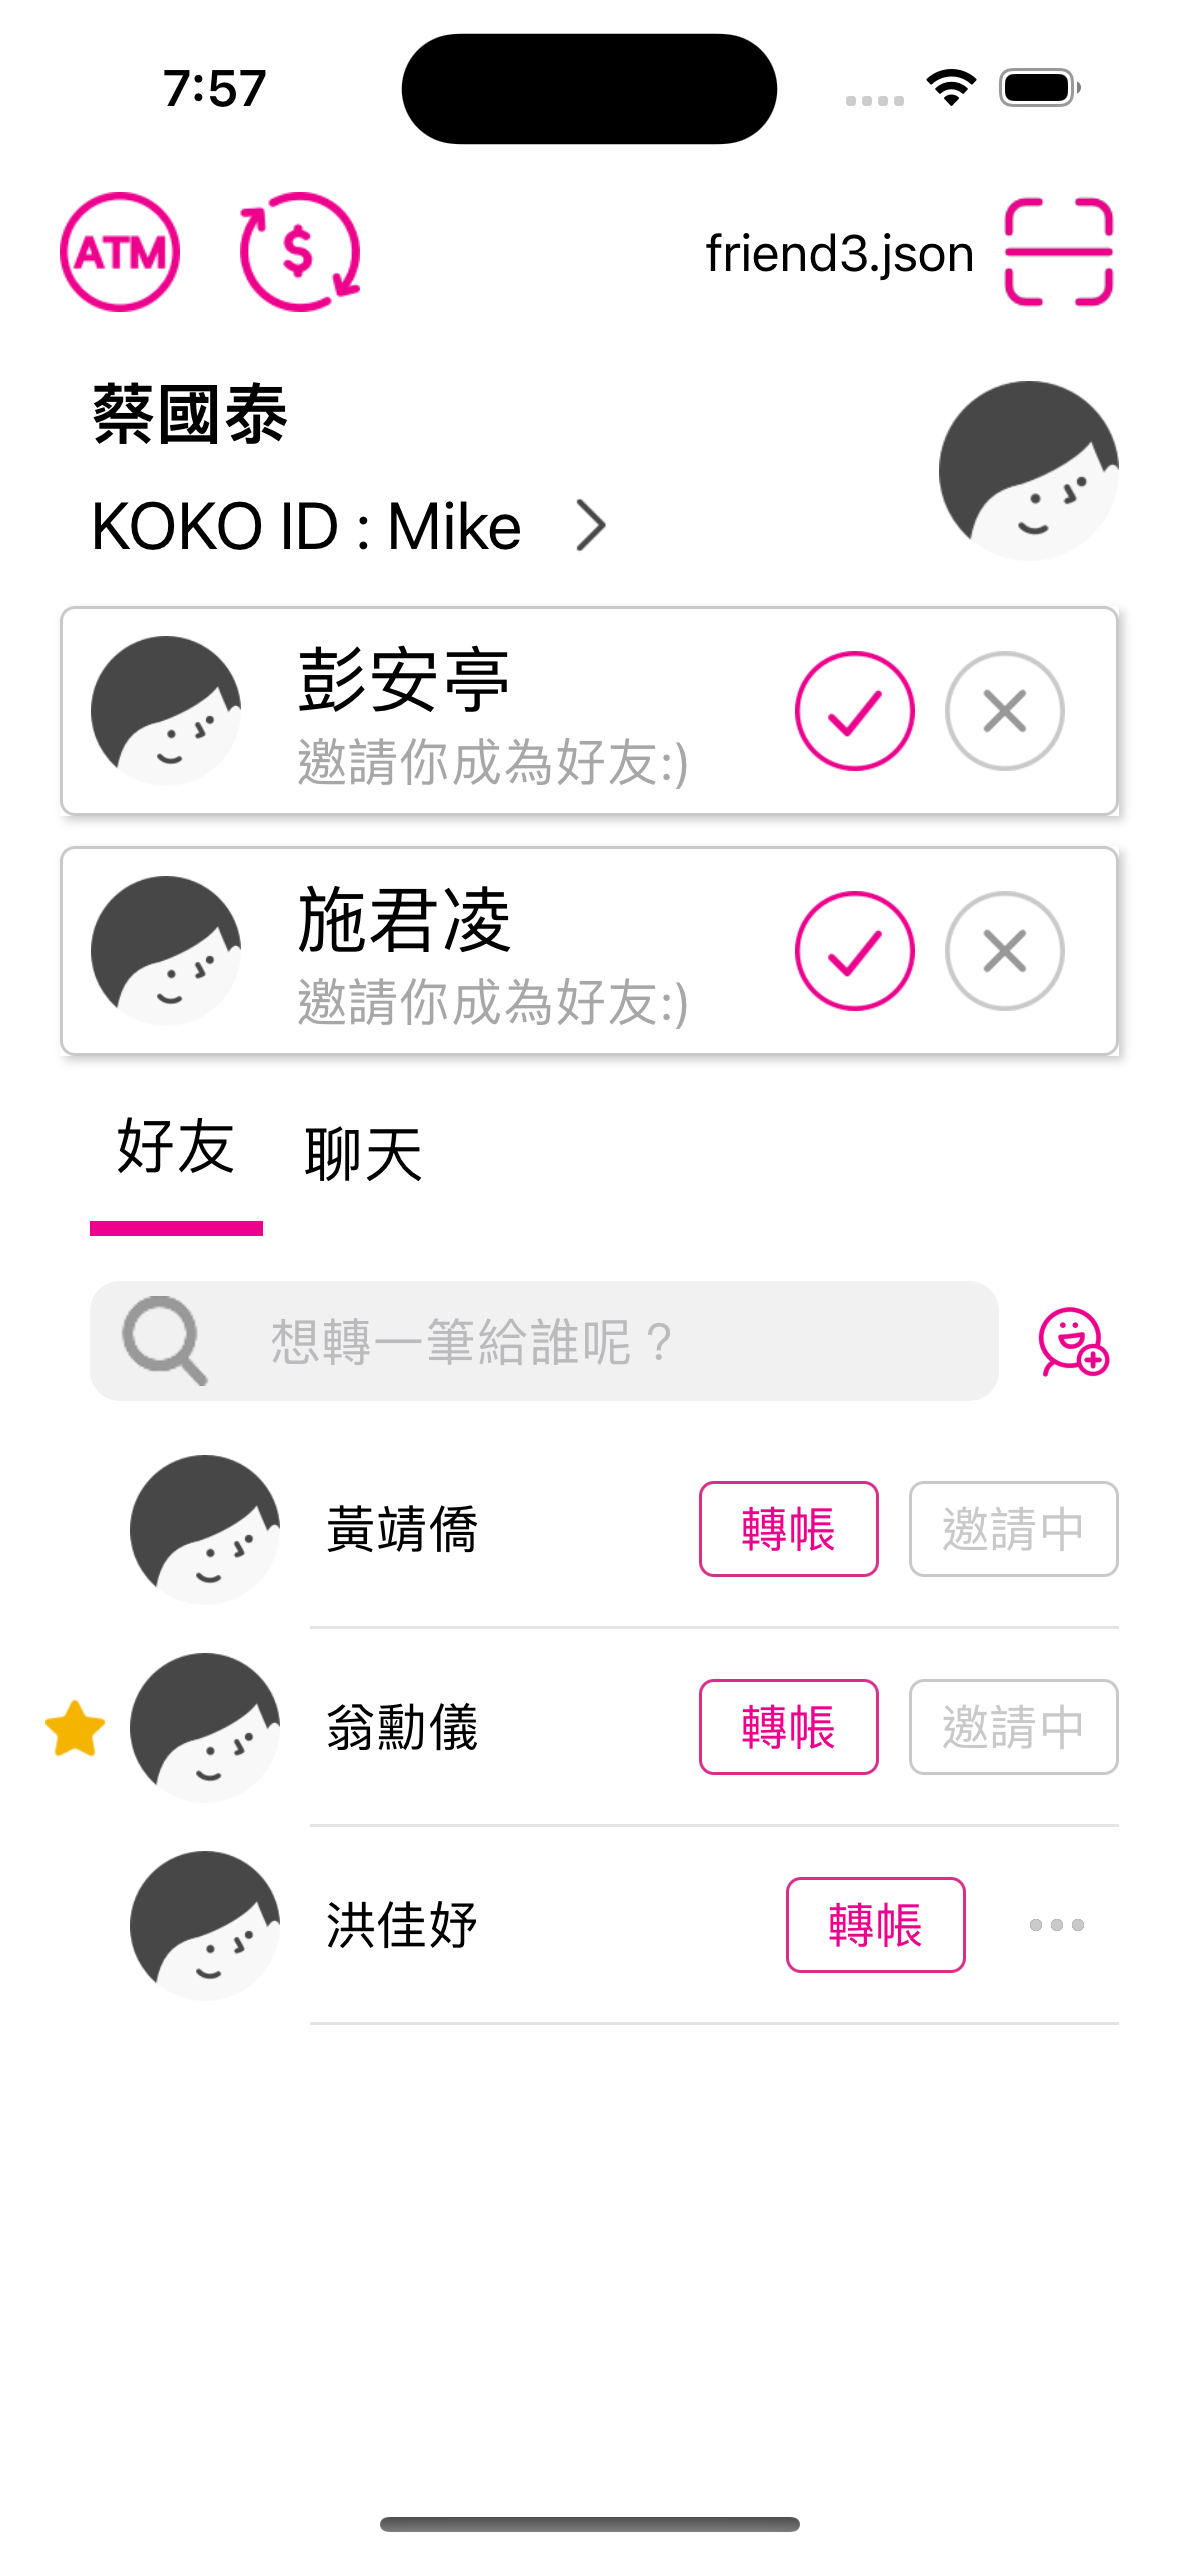 7:57
ATM
$
friend3.json
蔡國泰
KOKO ID : Mike
彭安亭
邀請你成為好友:)
施君凌
邀請你成為好友:)
好友 聊天
想轉一筆給誰呢？
黃靖僑 轉帳 邀請中
翁勳儀 轉帳 邀請中
洪佳妤 轉帳